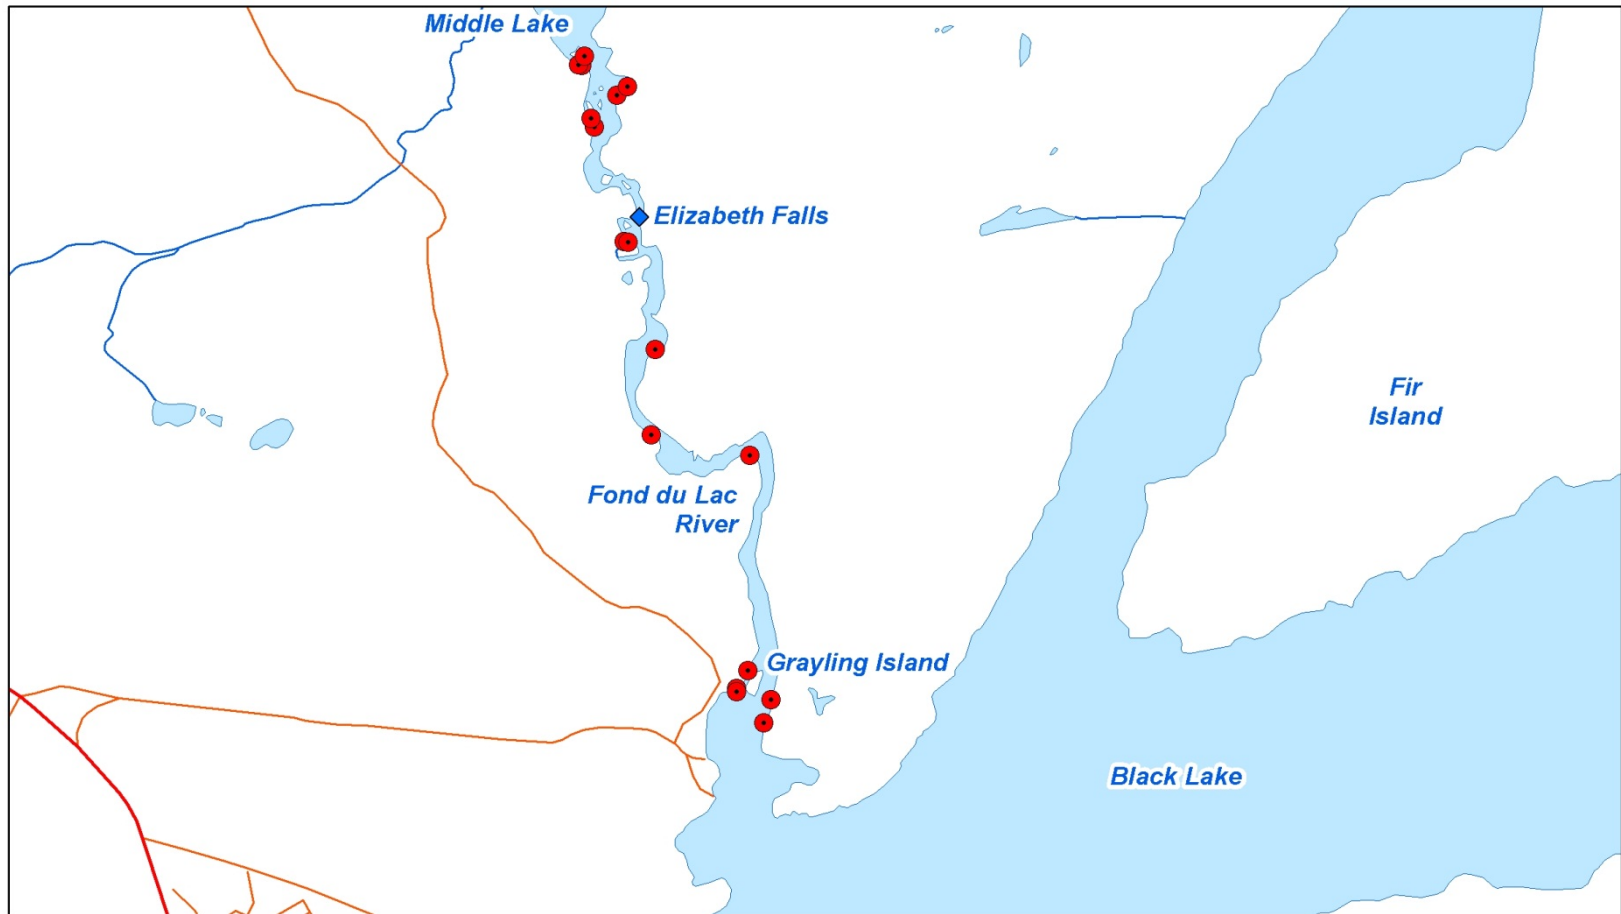 Middle Lake
Elizabeth Falls
Fir
Island
Fond du Lac
River
Grayling Island
Black Lake